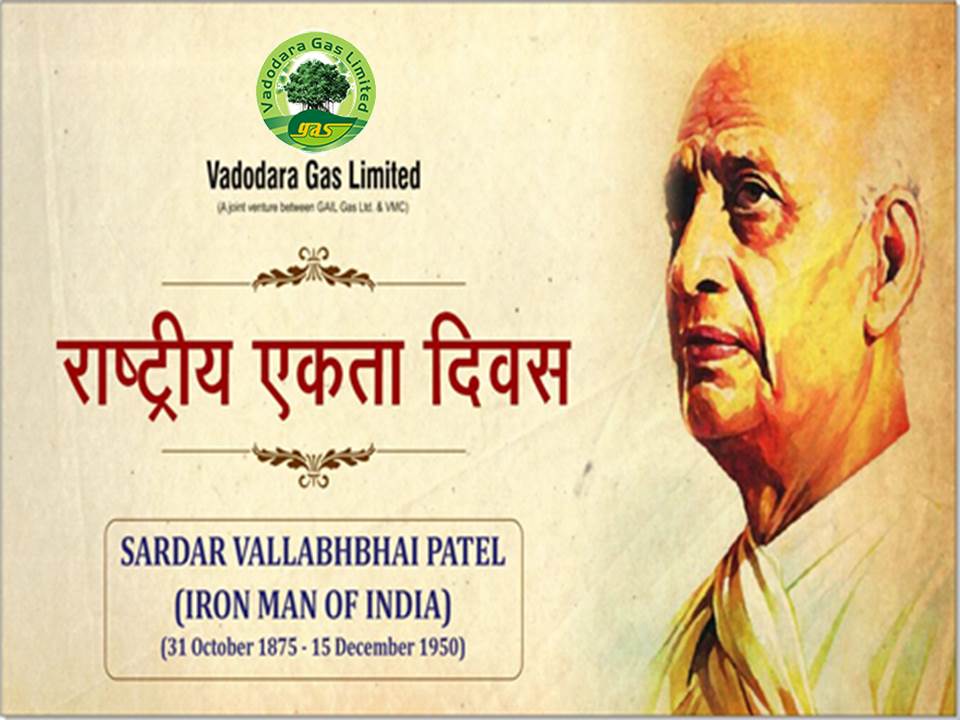 Vadodara Gas Limited
gas
Vadodara Gas Limited
(A joint venture between GAIL Gas Ltd. & VMC)
राष्ट्रीय एकता दिवस
SARDAR VALLABHBHAI PATEL
(IRON MAN OF INDIA)
(31 October 1875 - 15 December 1950)